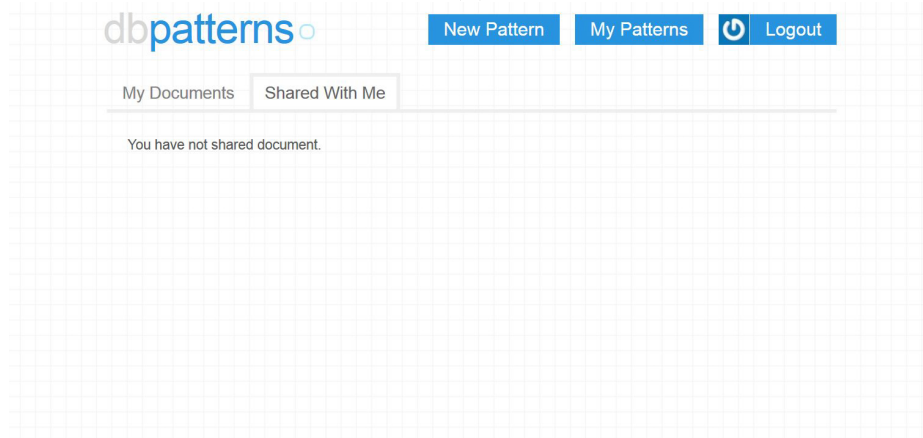 dbpatterns
New Pattern
My Patterns
Logout
My Documents
Shared With Me
You have not shared document.